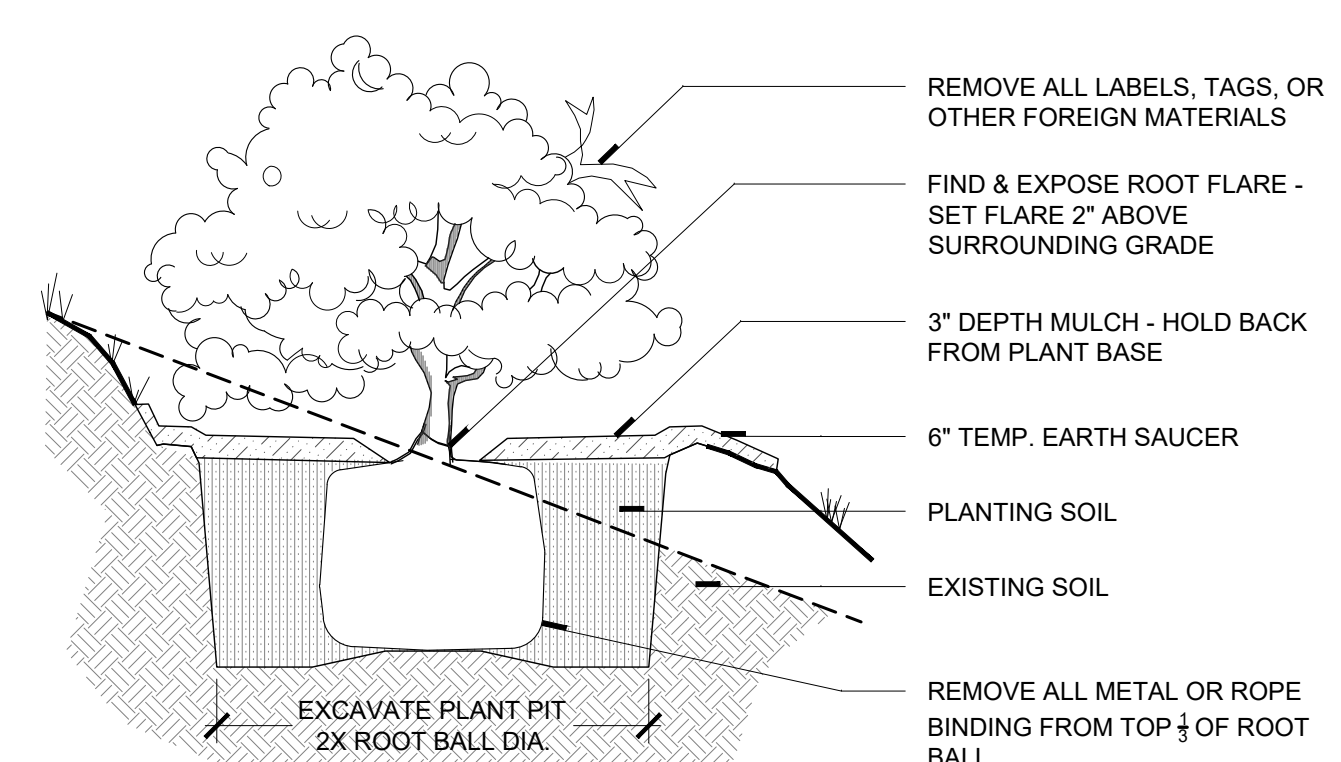 REMOVE ALL LABELS, TAGS, OR
OTHER FOREIGN MATERIALS
FIND & EXPOSE ROOT FLARE -
SET FLARE 2" ABOVE
SURROUNDING GRADE
3" DEPTH MULCH - HOLD BACK
FROM PLANT BASE
6" TEMP. EARTH SAUCER
PLANTING SOIL
EXISTING SOIL
REMOVE ALL METAL OR ROPE
BINDING FROM TOP 1/3 OF ROOT
BALL
EXCAVATE PLANT PIT
2X ROOT BALL DIA.